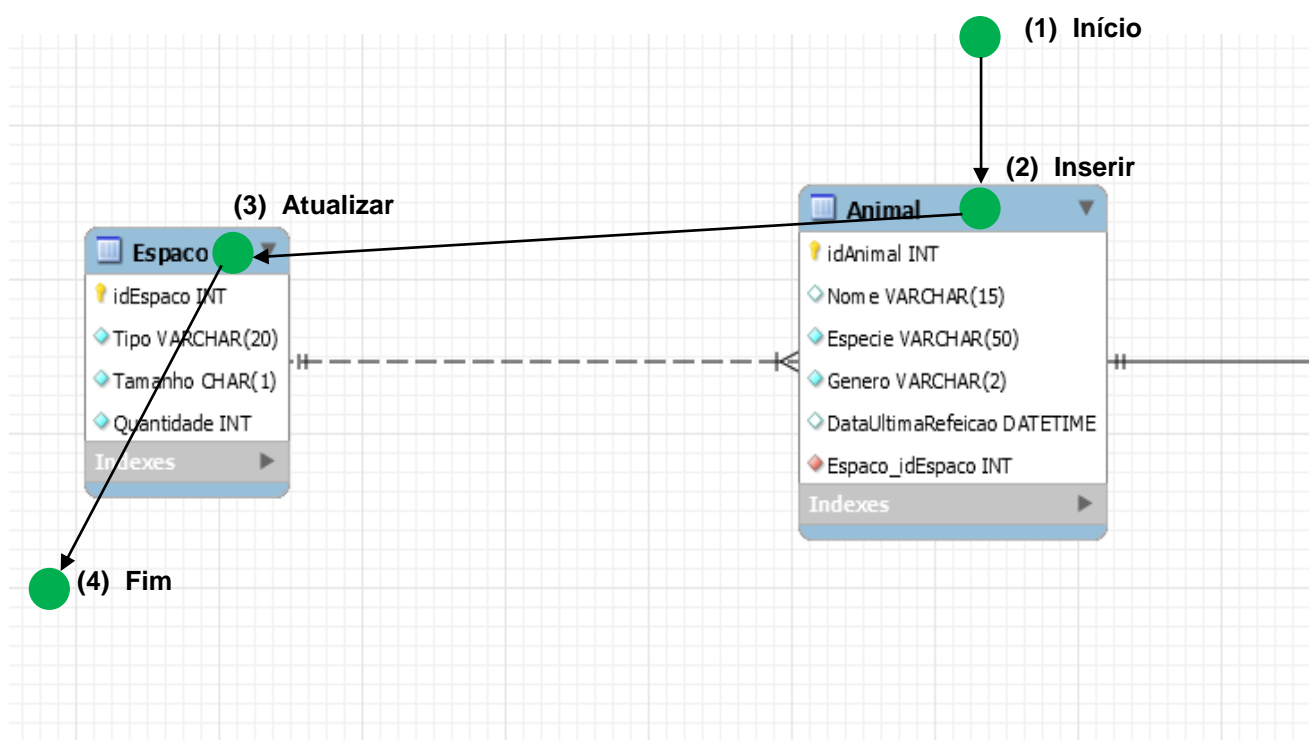 (1) Início
(2) Inserir
(3) Atualizar
Animal
Espaco
idAnimal INT
idEspaco INT
Nome VARCHAR(15)
Tipo VARCHAR(20)
Especie VARCHAR(50)
Tamanho CHAR(1)
Genero VARCHAR(2)
Quantidade INT
DataUltimaRefeicao DATETIME
Indexes
Espaco_idEspaco INT
Indexes
(4) Fim